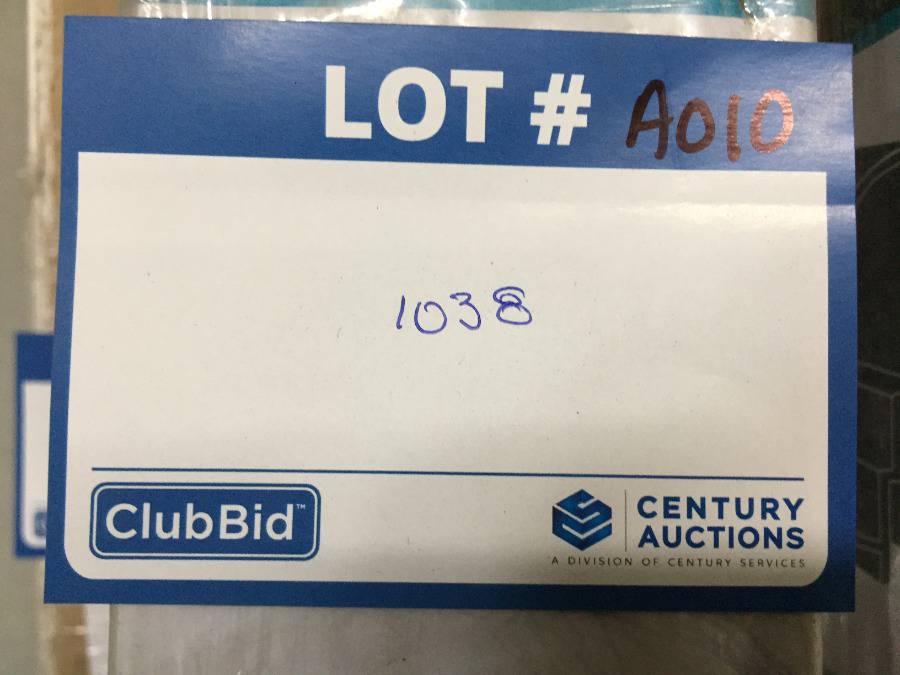 LOT # A010
1038
ClubBid™
CENTURY
AUCTIONS
A DIVISION OF CENTURY SERVICES